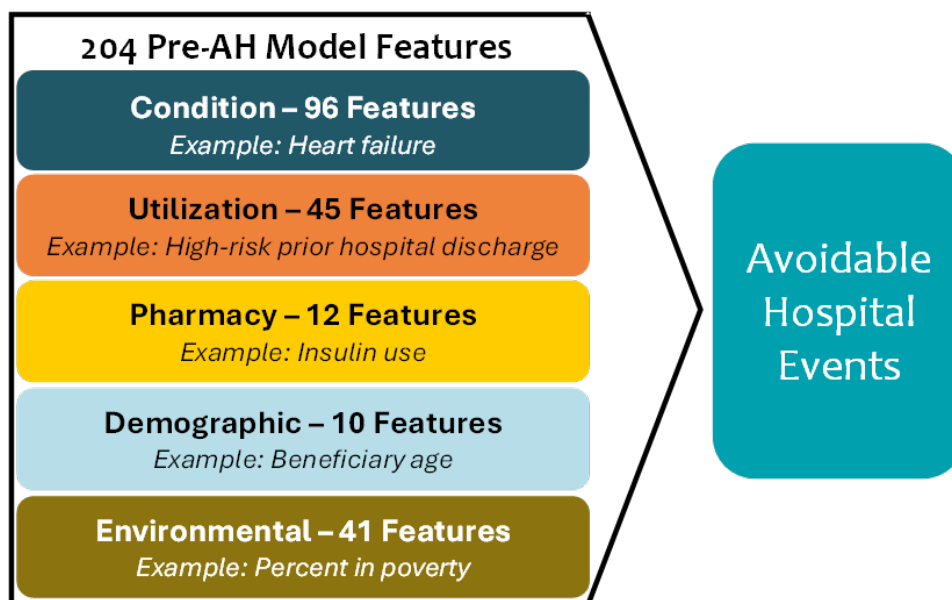 204 Pre-AH Model Features
Condition – 96 Features
Example: Heart failure
Utilization – 45 Features
Example: High-risk prior hospital discharge
Pharmacy – 12 Features
Example: Insulin use
Demographic – 10 Features
Example: Beneficiary age
Environmental – 41 Features
Example: Percent in poverty
Avoidable
Hospital
Events